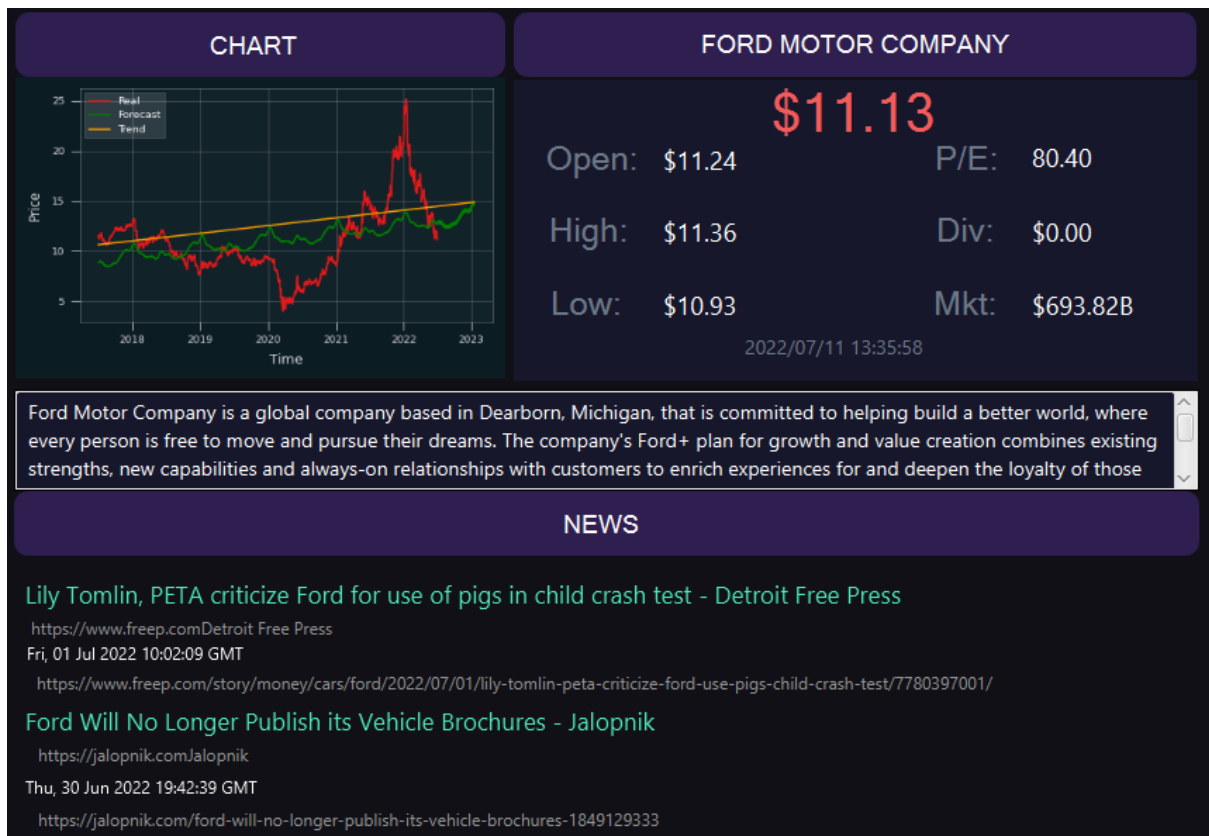 CHART
25
20
15
10
5
Price
Real
Forecast
Trend
2018 2019 2020 2021 2022 2023
Time
FORD MOTOR COMPANY
$11.13
Open: $11.24 P/E: 80.40
High: $11.36 Div: $0.00
Low: $10.93 Mkt: $693.82B
2022/07/11 13:35:58
Ford Motor Company is a global company based in Dearborn, Michigan, that is committed to helping build a better world, where
every person is free to move and pursue their dreams. The company's Ford+ plan for growth and value creation combines existing
strengths, new capabilities and always-on relationships with customers to enrich experiences for and deepen the loyalty of those
NEWS
Lily Tomlin, PETA criticize Ford for use of pigs in child crash test - Detroit Free Press
https://www.freep.comDetroit Free Press
Fri, 01 Jul 2022 10:02:09 GMT
https://www.freep.com/story/money/cars/ford/2022/07/01/lily-tomlin-peta-criticize-ford-use-pigs-child-crash-test/7780397001/
Ford Will No Longer Publish its Vehicle Brochures - Jalopnik
https://jalopnik.comJalopnik
Thu, 30 Jun 2022 19:42:39 GMT
https://jalopnik.com/ford-will-no-longer-publish-its-vehicle-brochures-1849129333